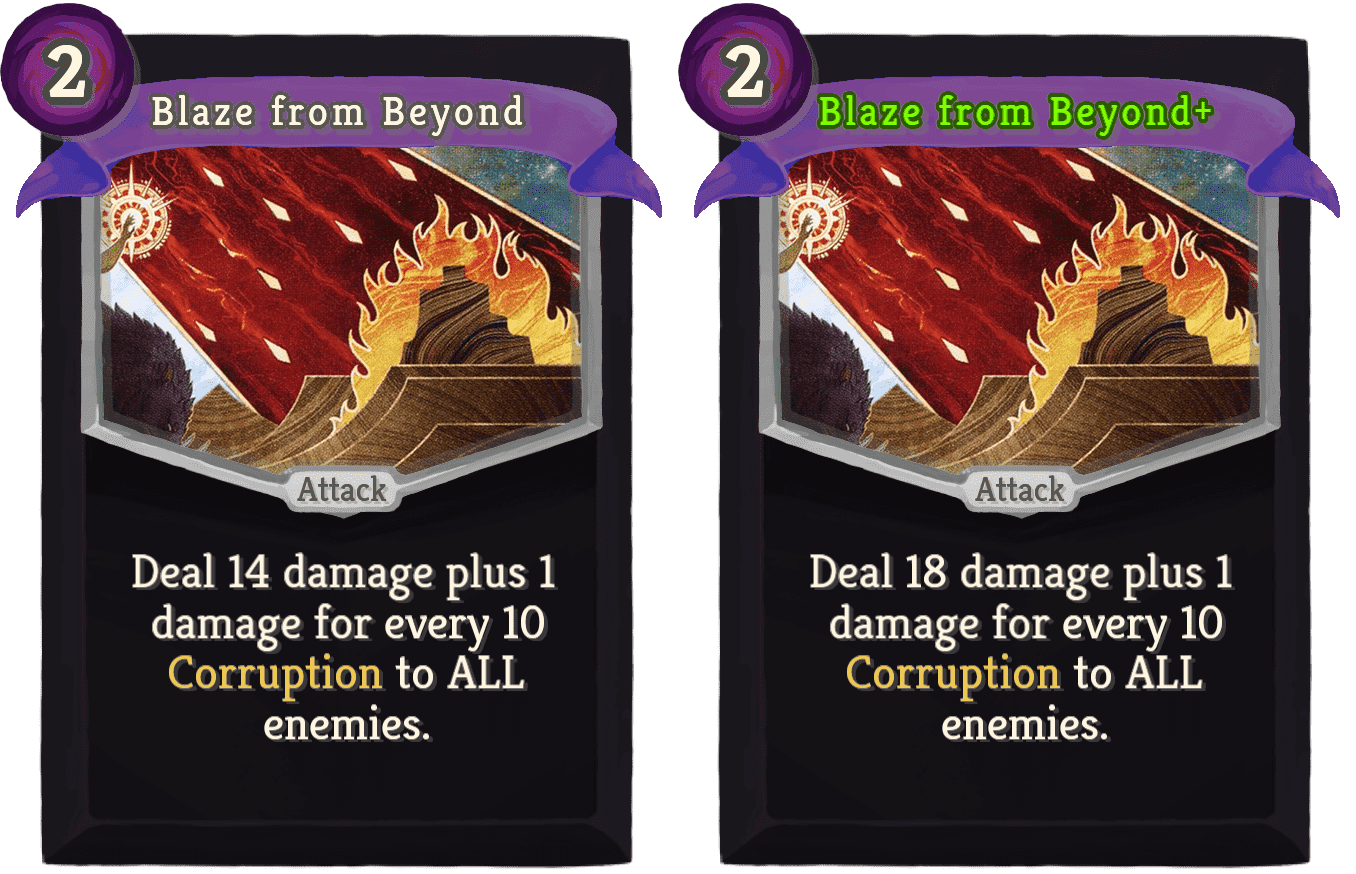 2
Blaze from Beyond
Attack
Deal 14 damage plus 1
damage for every 10
Corruption to ALL
enemies.
2
Blaze from Beyond+
Attack
Deal 18 damage plus 1
damage for every 10
Corruption to ALL
enemies.